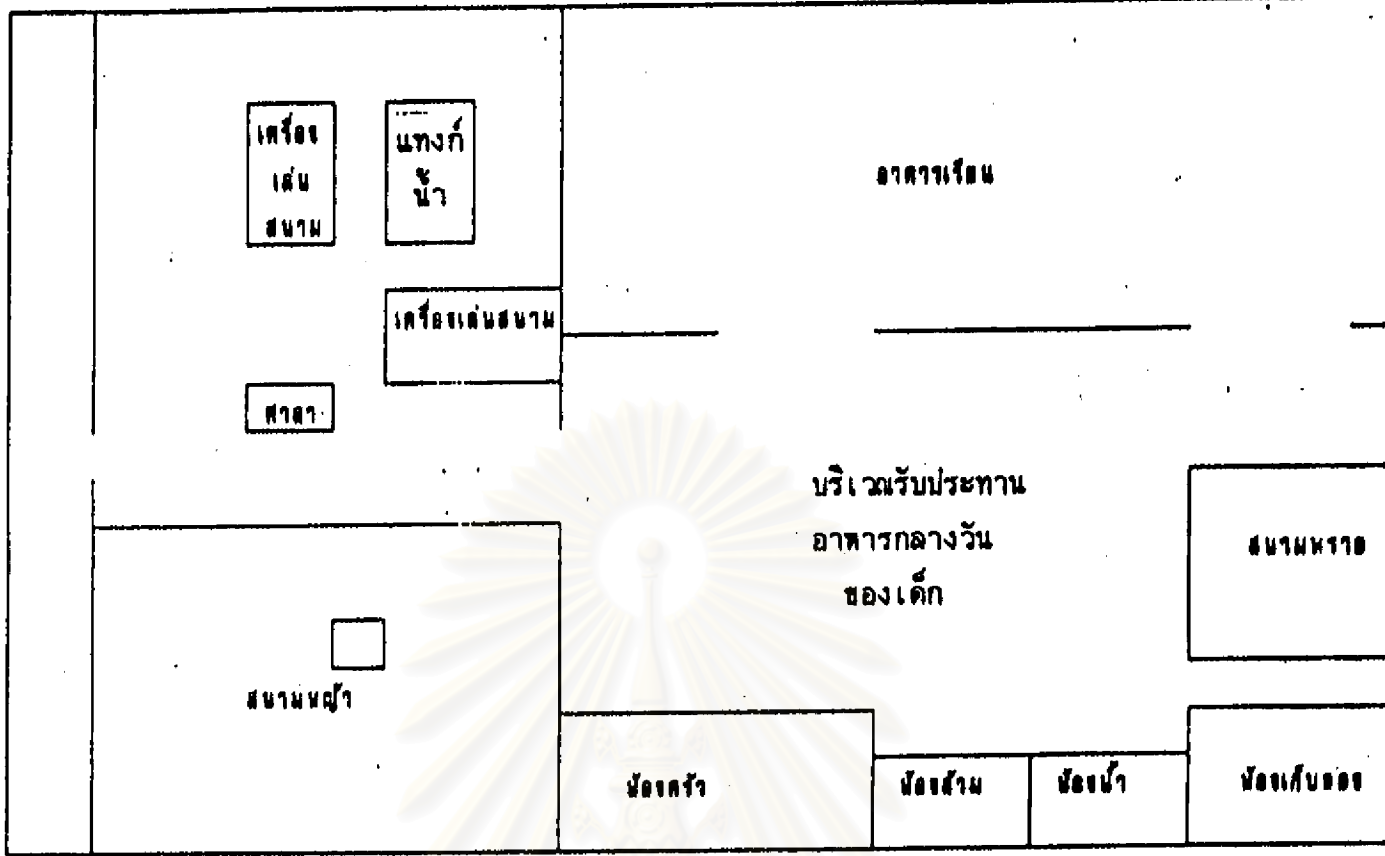 เครื่อง
เล่น
สนาม
แทงก์
น้ำ
อาคารเรียน
เครื่องเล่นสนาม
ศาลา
บริเวณรับประทาน
อาหารกลางวัน
ของเด็ก
สนามทราย
สนามหญ้า
ห้องครัว
ห้องส้วม
ห้องน้ำ
ห้องเก็บของ